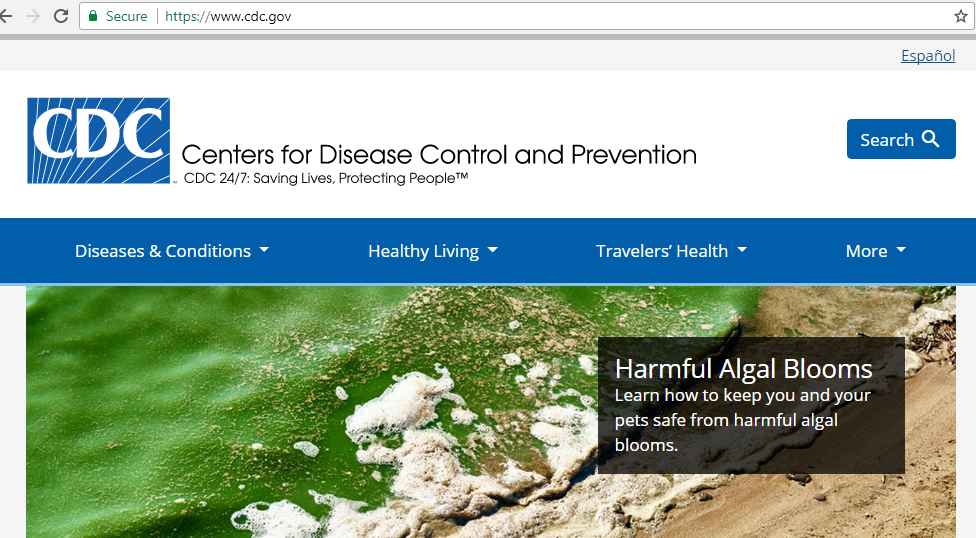 Secure | https://www.cdc.gov
Español
CDC
Centers for Disease Control and Prevention
CDC 24/7: Saving Lives, Protecting People™
Search
Diseases & Conditions
Healthy Living
Travelers’ Health
More
Harmful Algal Blooms
Learn how to keep you and your
pets safe from harmful algal
blooms.